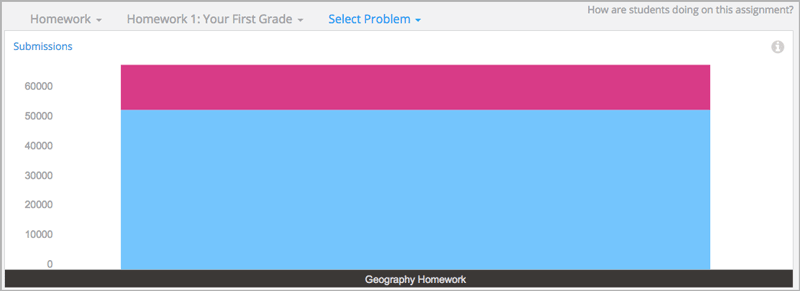 Homework Homework 1: Your First Grade Select Problem
How are students doing on this assignment?
Submissions
60000
50000
40000
30000
20000
10000
0
Geography Homework